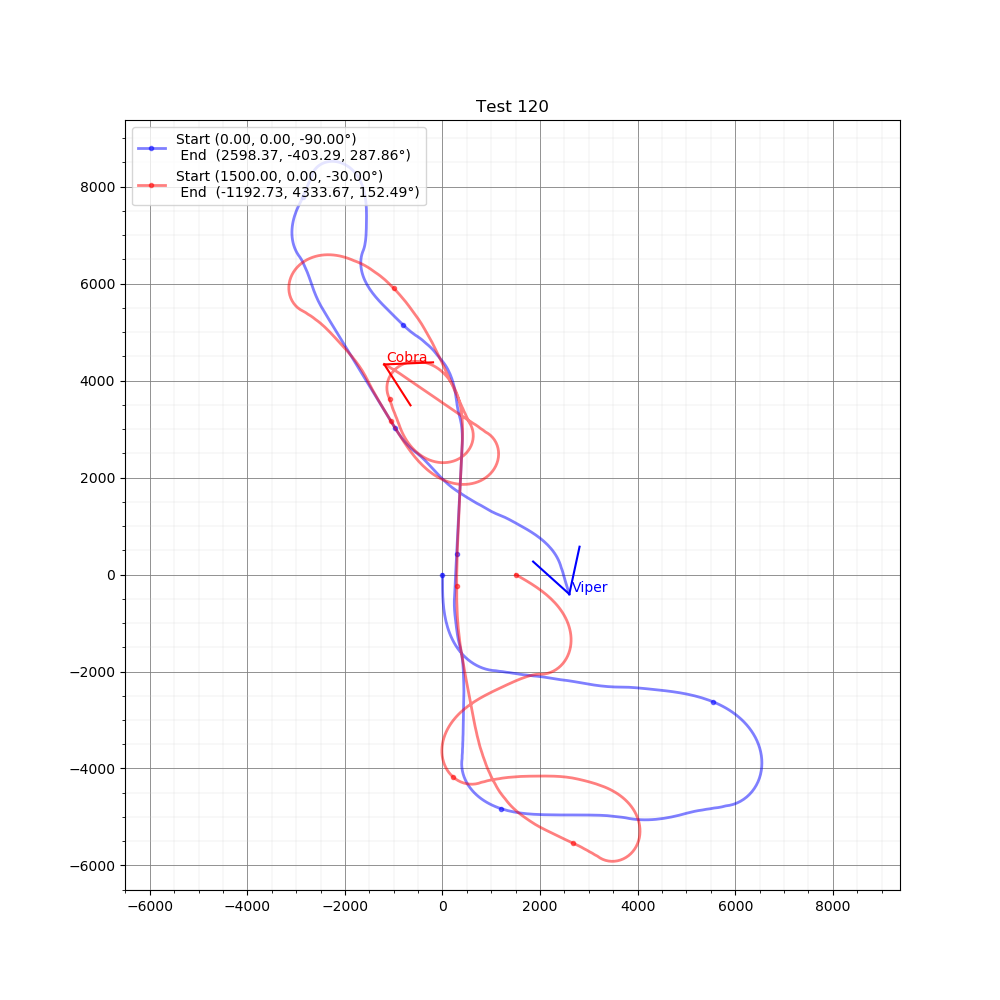 Test 120
Start (0.00, 0.00, -90.00°)
End (2598.37, -403.29, 287.86°)
Start (1500.00, 0.00, -30.00°)
End (-1192.73, 4333.67, 152.49°)
8000
6000
4000
2000
0
−2000
−4000
−6000
Cobra
Viper
−6000 −4000 −2000 0 2000 4000 6000 8000